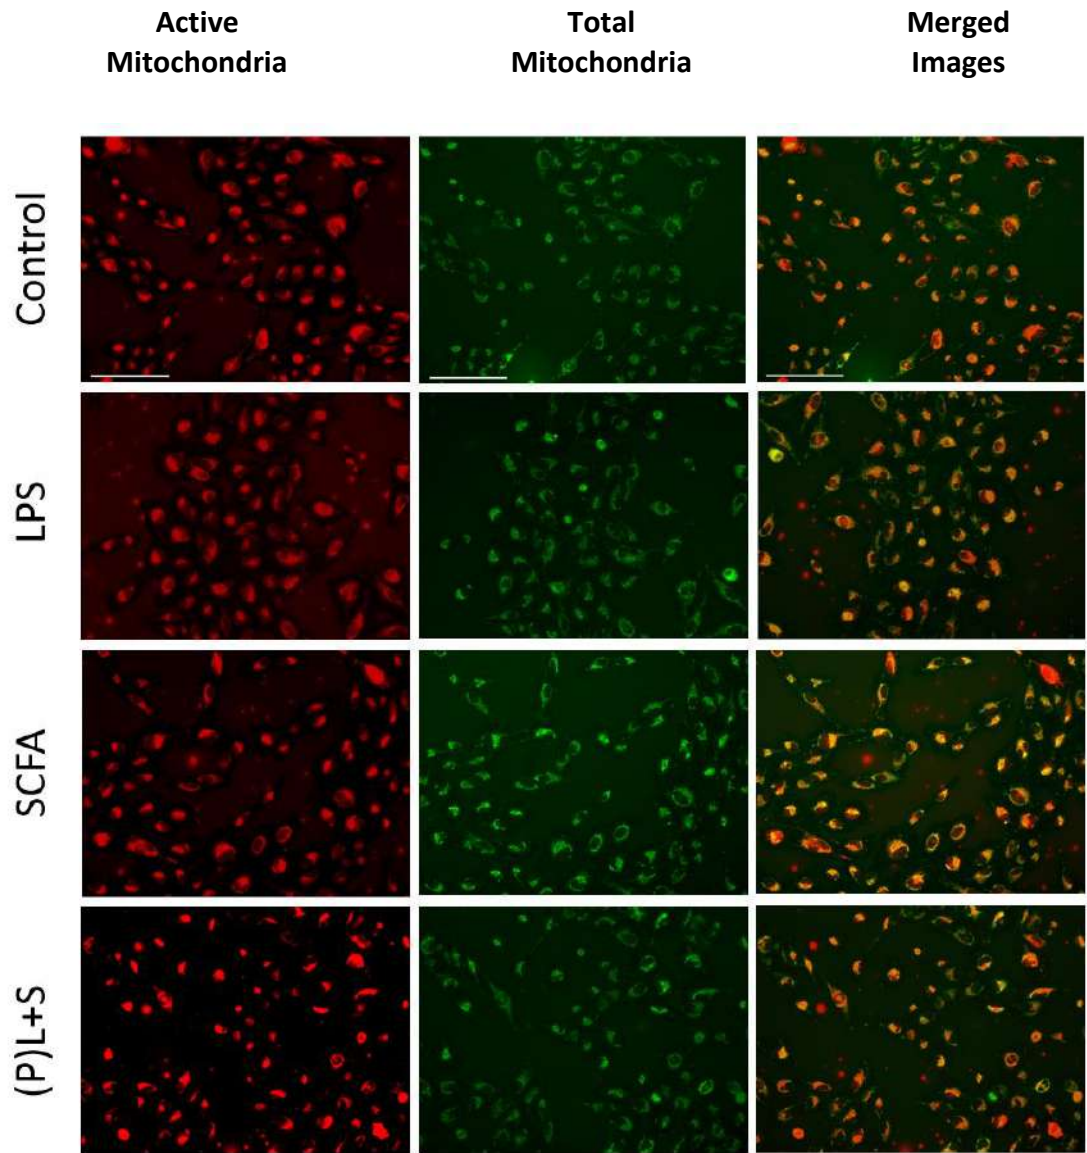 Active
Mitochondria
Total
Mitochondria
Merged
Images
Control
LPS
SCFA
(P)L+S